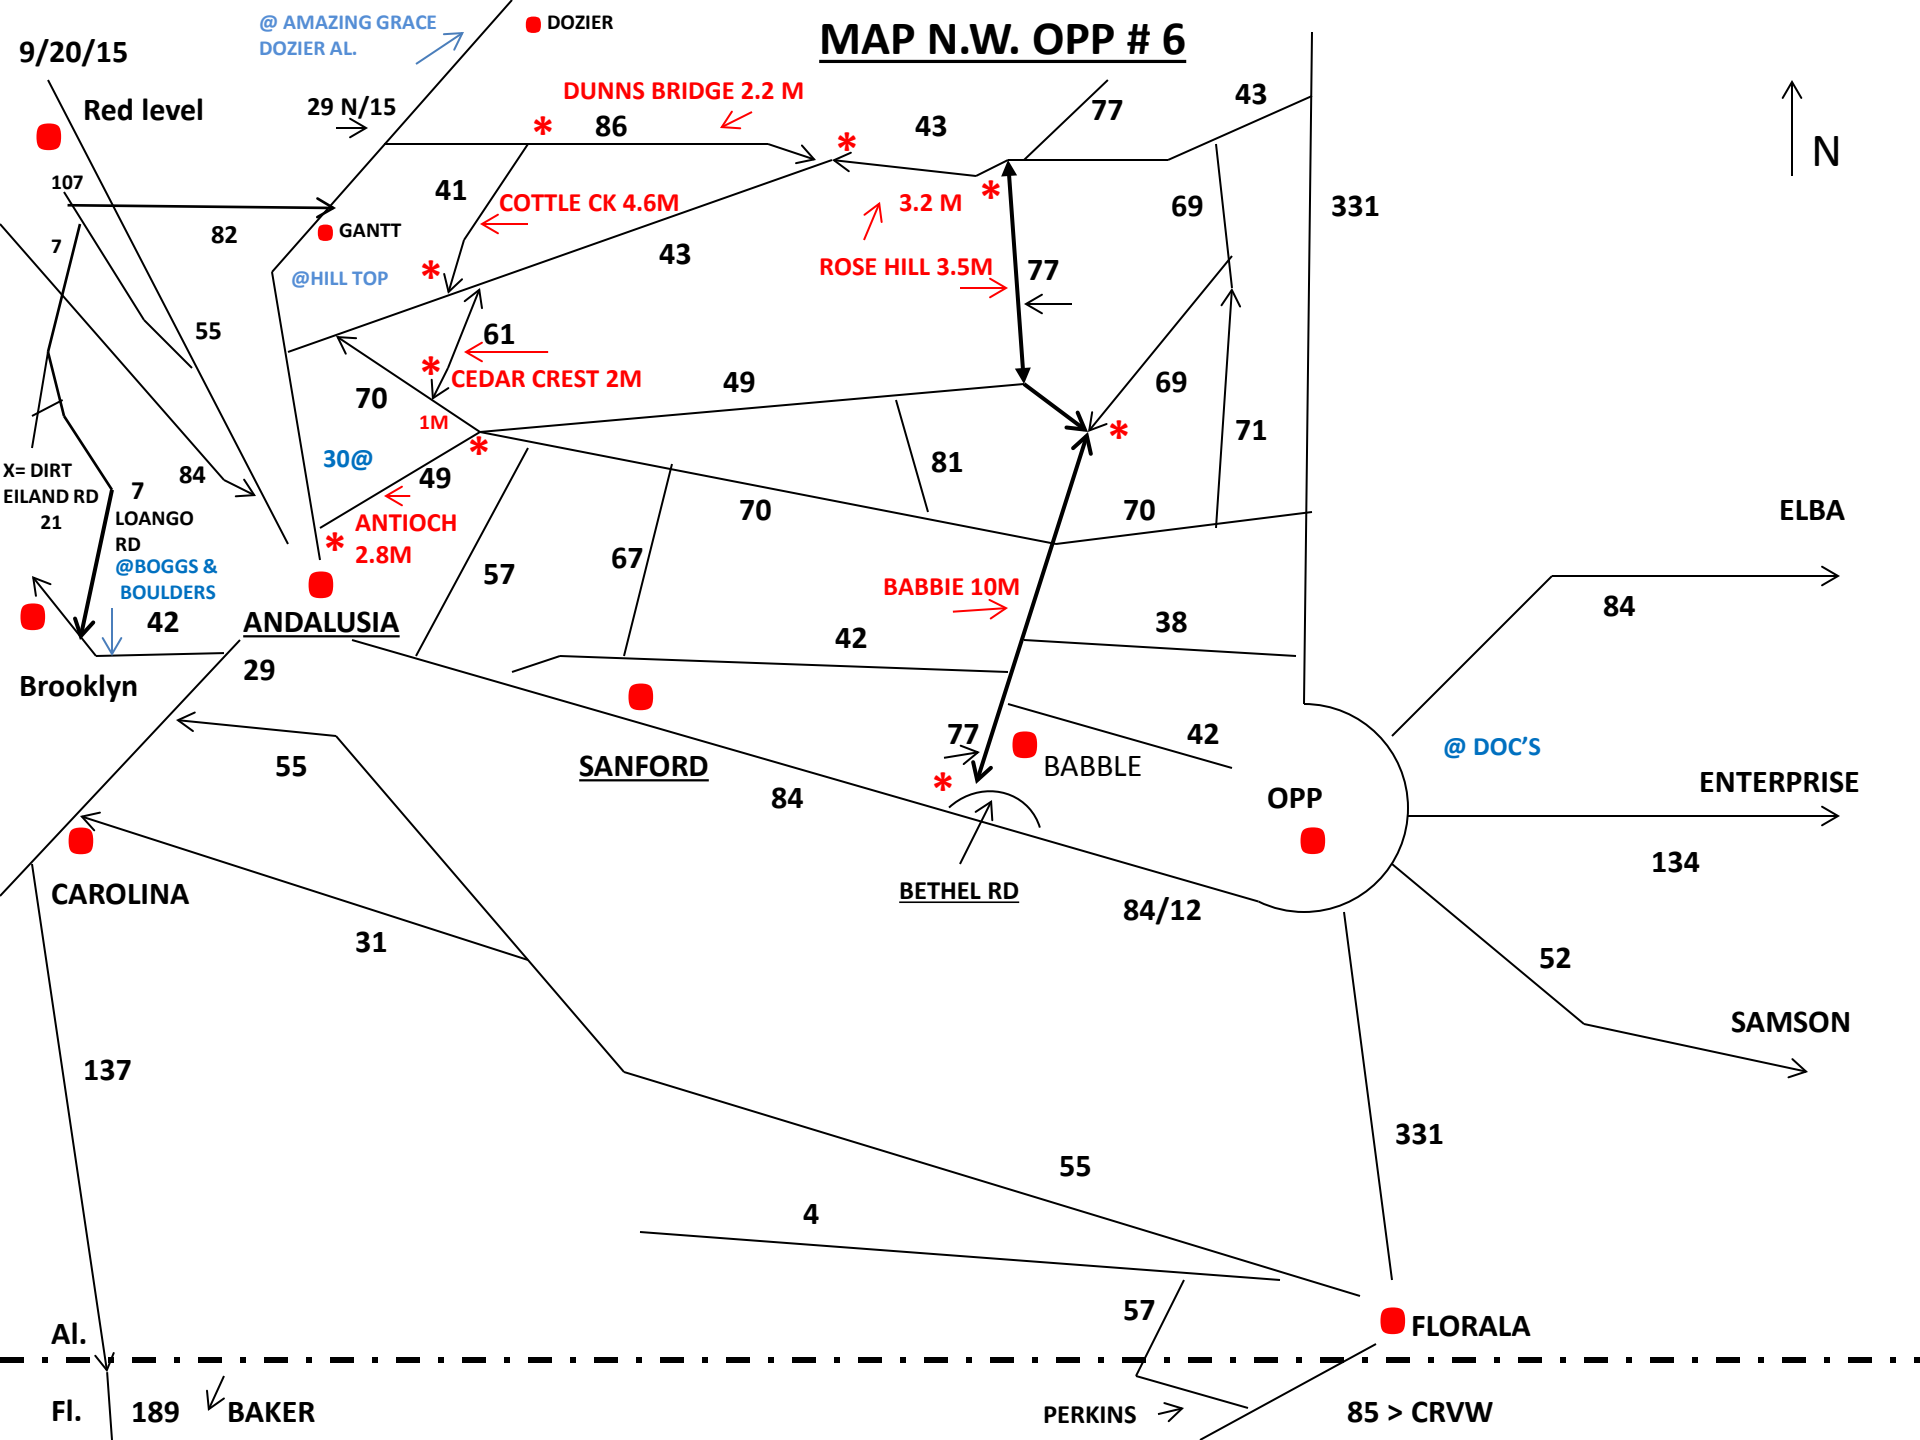 @ AMAZING GRACE
DOZIER AL.
DOZIER
MAP N.W. OPP # 6
9/20/15
Red level
29 N/15
DUNNS BRIDGE 2.2 M
*
86
*
43
77
43
N
107
82
GANTT
41
COTTLE CK 4.6M
3.2 M
*
69
331
7
@HILL TOP
*
43
ROSE HILL 3.5M
77
55
61
*
CEDAR CREST 2M
70
1M
*
49
69
*
71
81
30@
49
X= DIRT
EILAND RD
21
84
7
LOANGO
RD
@BOGGS &
BOULDERS
ANTIOCH
2.8M
*
70
70
ELBA
57
67
BABBIE 10M
84
42
ANDALUSIA
42
38
Brooklyn
29
77
42
@ DOC’S
55
SANFORD
BABBLE
*
84
OPP
ENTERPRISE
134
CAROLINA
BETHEL RD
84/12
31
52
SAMSON
137
331
55
4
57
FLORALA
Al.
Fl.
189
BAKER
PERKINS
85 > CRVW